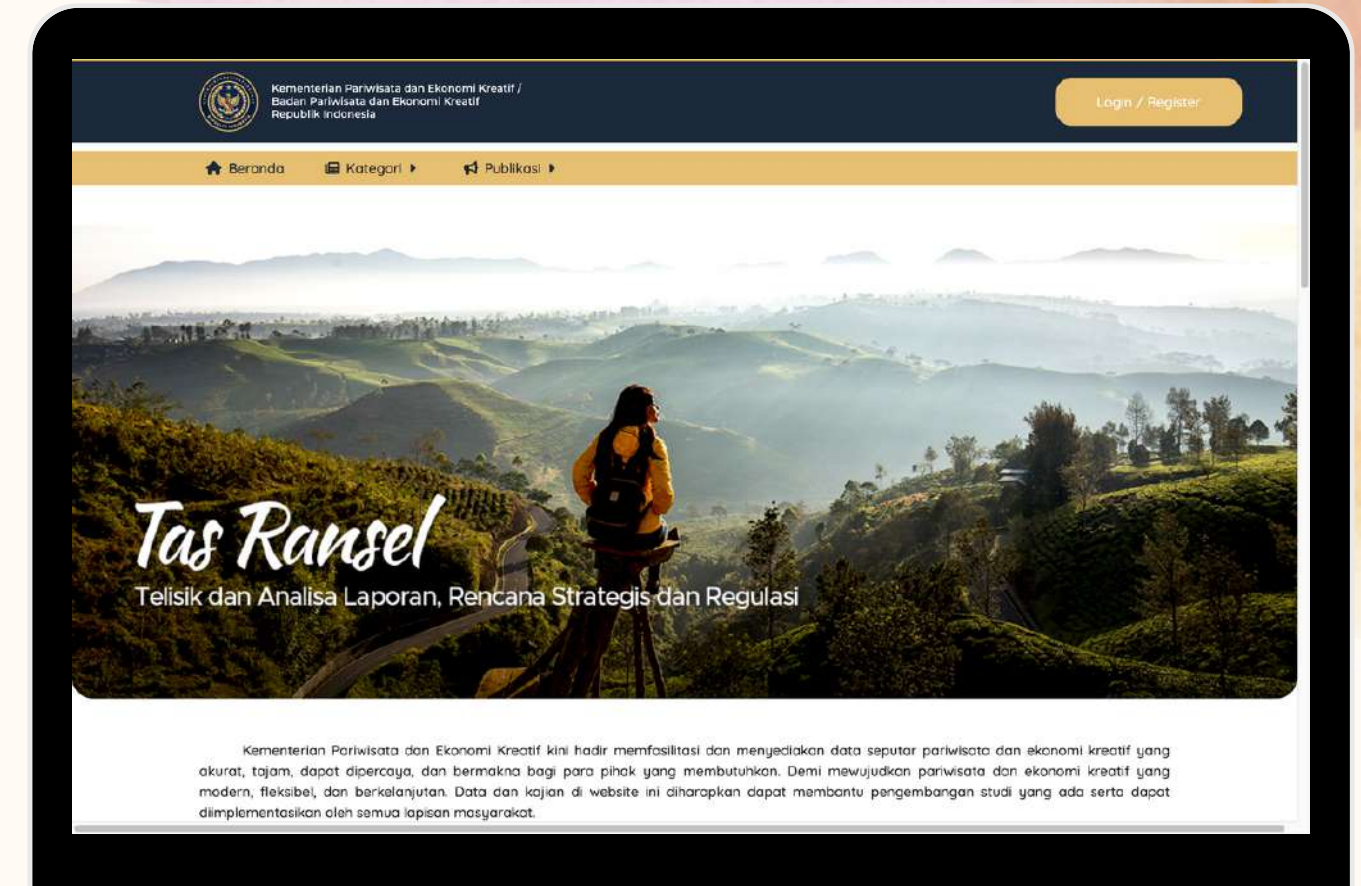 Kementerian Pariwisata dan Ekonomi Kreatif /
Badan Pariwisata dan Ekonomi Kreatif
Republik Indonesia
Login / Register
Beranda
Kategori
Publikasi
Tas Ransel
Telisik dan Analisa Laporan, Rencana Strategis dan Regulasi
Kementerian Pariwisata dan Ekonomi Kreatif kini hadir memfasilitasi dan menyediakan data seputar pariwisata dan ekonomi kreatif yang
akurat, tajam, dapat dipercaya, dan bermakna bagi para pihak yang membutuhkan. Demi mewujudkan pariwisata dan ekonomi kreatif yang
modern, fleksibel, dan berkelanjutan. Data dan kajian di website ini diharapkan dapat membantu pengembangan studi yang ada serta dapat
diimplementasikan oleh semua lapisan masyarakat.